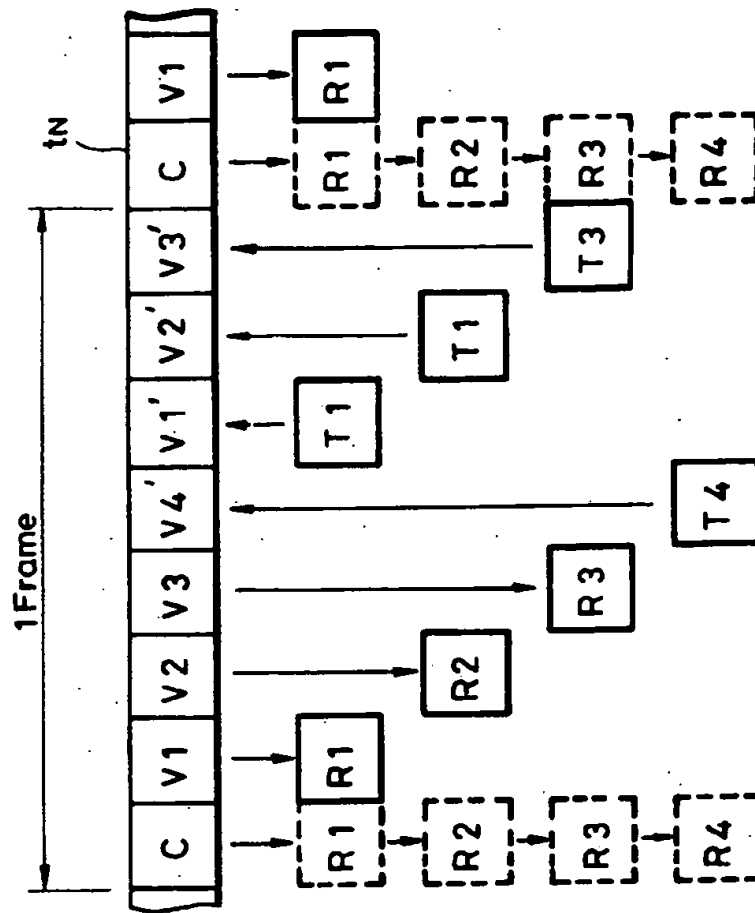 1Frame
tN
C V1 V2 V3 V4' V1' V2' V3' C V1
R1 R1 T1 R1 R1
R2 R2 T1 R2
R3 R3 T3 R3
R4 T4 R4